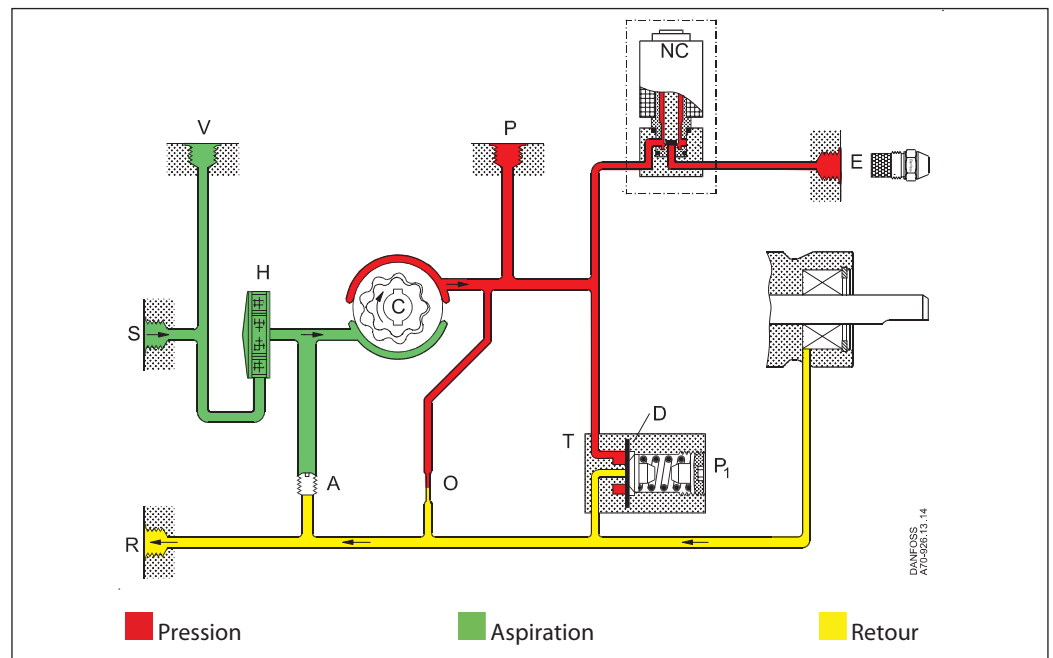 NC
V
P
E
H
C
S
D
T
P1
A
O
R
DANFOSS
A70-926.13.14
Pression
Aspiration
Retour